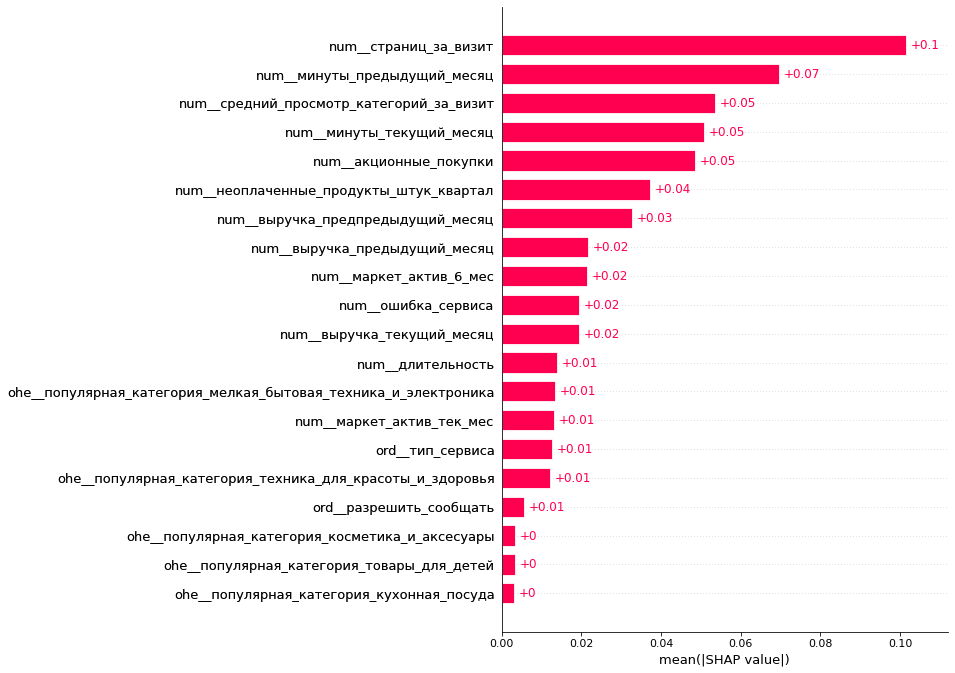 num__страниц_за_визит +0.1
num__минуты_предыдущий_месяц +0.07
num__средний_просмотр_категорий_за_визит +0.05
num__минуты_текущий_месяц +0.05
num__акционные_покупки +0.05
num__неоплаченные_продукты_штук_квартал +0.04
num__выручка_предпредыдущий_месяц +0.03
num__выручка_предыдущий_месяц +0.02
num__маркет_актив_6_мес +0.02
num__ошибка_сервиса +0.02
num__выручка_текущий_месяц +0.02
num__длительность +0.01
ohe__популярная_категория_мелкая_бытовая_техника_и_электроника +0.01
num__маркет_актив_тек_мес +0.01
ord__тип_сервиса +0.01
ohe__популярная_категория_техника_для_красоты_и_здоровья +0.01
ord__разрешить_сообщать +0.01
ohe__популярная_категория_косметика_и_аксесуары +0
ohe__популярная_категория_товары_для_детей +0
ohe__популярная_категория_кухонная_посуда +0
0.00 0.02 0.04 0.06 0.08 0.10
mean(|SHAP value|)